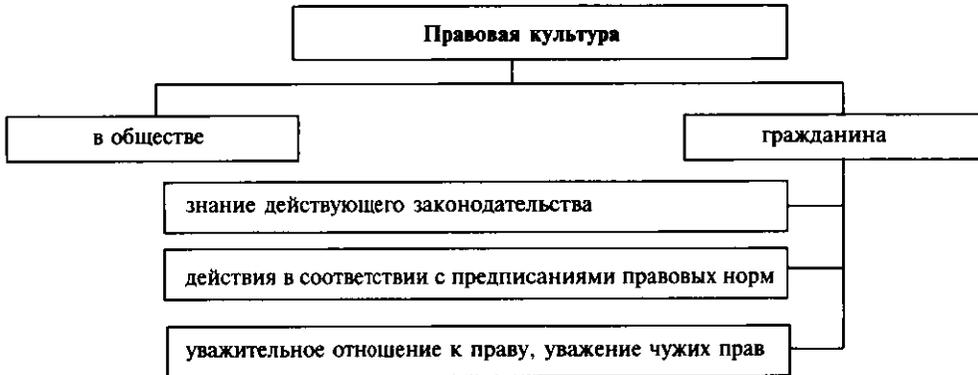 Правовая культура
в обществе
гражданина
знание действующего законодательства
действия в соответствии с предписаниями правовых норм
уважительное отношение к праву, уважение чужих прав